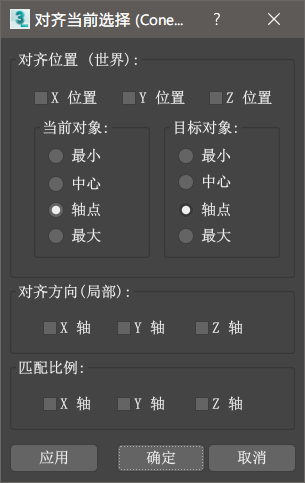 对齐当前选择 (Cone...
对齐位置 (世界):
X 位置 Y 位置 Z 位置
当前对象: 目标对象:
最小 最小
中心 中心
轴点 轴点
最大 最大
对齐方向(局部):
X 轴 Y 轴 Z 轴
匹配比例:
X 轴 Y 轴 Z 轴
应用 确定 取消